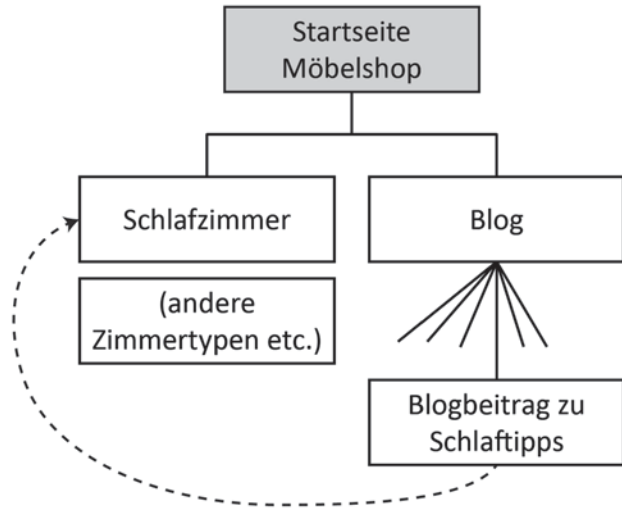 Startseite
Möbelshop
Schlafzimmer
Blog
(andere
Zimmertypen etc.)
Blogbeitrag zu
Schlaftipps